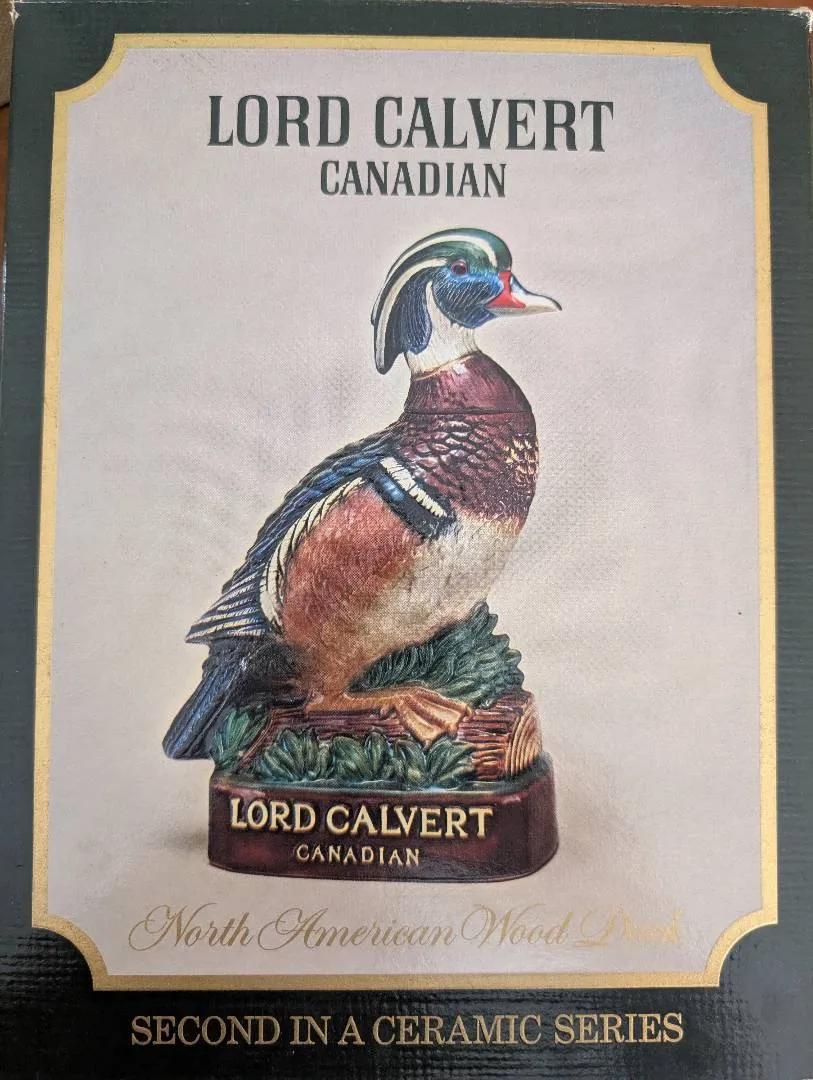 LORD CALVERT
CANADIAN
LORD CALVERT
CANADIAN
North American Wood Duck
SECOND IN A CERAMIC SERIES